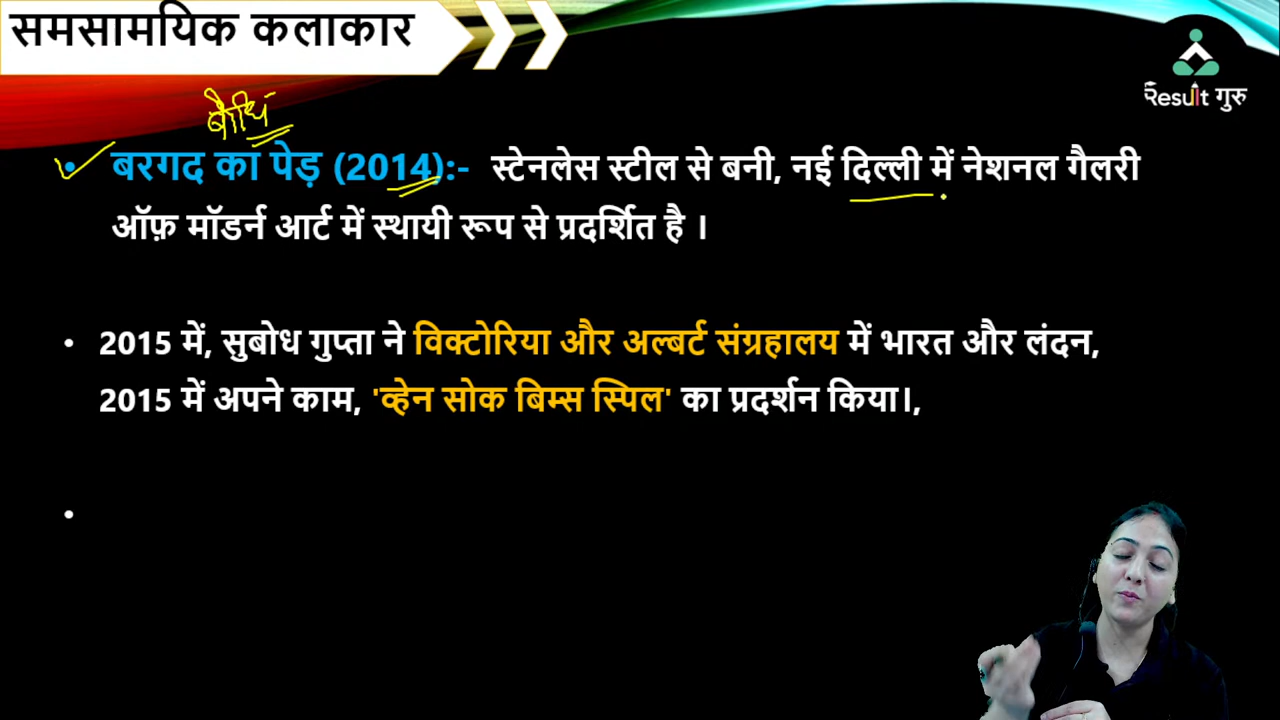 समसामयिक कलाकार
Result गुरु
बोधि
• बरगद का पेड़ (2014):- स्टेनलेस स्टील से बनी, नई दिल्ली में नेशनल गैलरी
ऑफ़ मॉडर्न आर्ट में स्थायी रूप से प्रदर्शित है ।
• 2015 में, सुबोध गुप्ता ने विक्टोरिया और अल्बर्ट संग्रहालय में भारत और लंदन,
2015 में अपने काम, 'व्हेन सोक बिम्स स्पिल' का प्रदर्शन किया।,
•